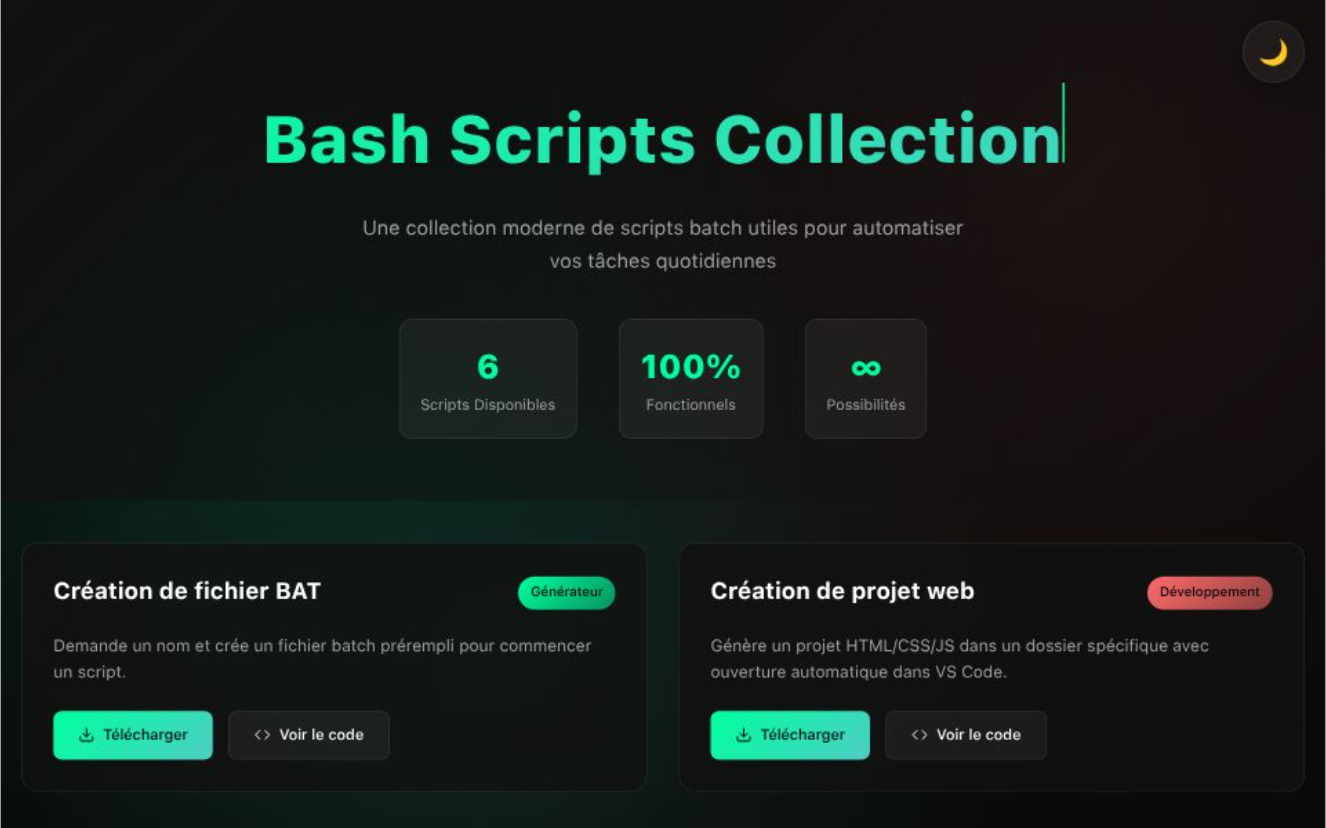 Bash Scripts Collection
Une collection moderne de scripts batch utiles pour automatiser
vos tâches quotidiennes
6
Scripts Disponibles
100%
Fonctionnels
∞
Possibilités
Création de fichier BAT
Générateur
Demande un nom et crée un fichier batch prérempli pour commencer
un script.
Télécharger
<> Voir le code
Création de projet web
Développement
Génère un projet HTML/CSS/JS dans un dossier spécifique avec
ouverture automatique dans VS Code.
Télécharger
<> Voir le code